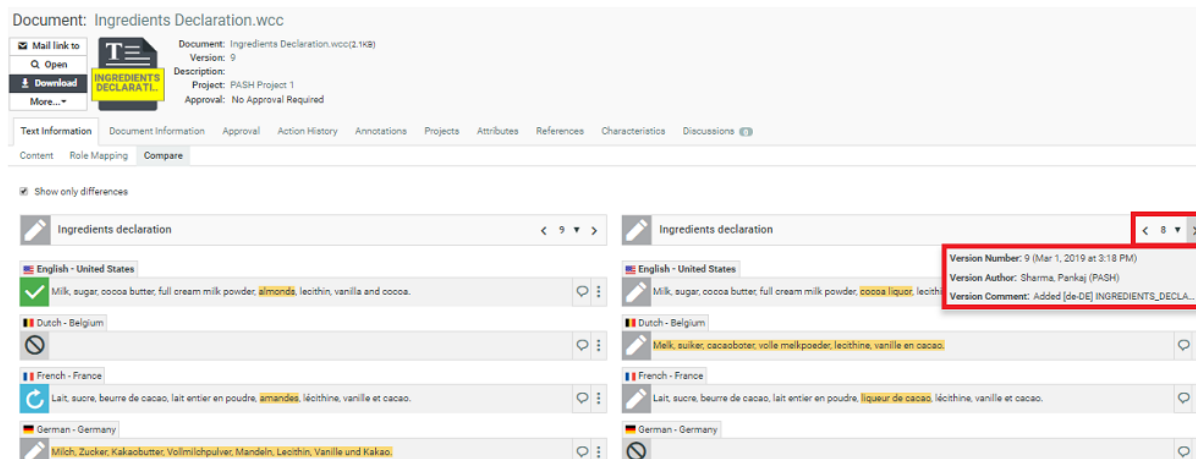 Document: Ingredients Declaration.wcc
Mail link to
Open
Download
More...
INGREDIENTS
DECLARATI..
Document: Ingredients Declaration.wcc(2.1KB)
Version: 9
Description:
Project: PASH Project 1
Approval: No Approval Required
Text Information Document Information Approval Action History Annotations Projects Attributes References Characteristics Discussions 0
Content Role Mapping Compare
Show only differences
Ingredients declaration 9
English - United States
Milk, sugar, cocoa butter, full cream milk powder, almonds, lecithin, vanilla and cocoa.
Dutch - Belgium
French - France
Lait, sucre, beurre de cacao, lait entier en poudre, amandes, lécithine, vanille et cacao.
German - Germany
Milch, Zucker, Kakaobutter, Vollmilchpulver, Mandeln, Lecithin, Vanille und Kakao.
Ingredients declaration 8
Version Number: 9 (Mar 1, 2019 at 3:18 PM)
Version Author: Sharma, Pankaj (PASH)
Version Comment: Added [de-DE] INGREDIENTS_DECLA...
English - United States
Milk, sugar, cocoa butter, full cream milk powder, cocoa liquor, lecithi
Dutch - Belgium
Melk, suiker, cacaoboter, volle melkpoeder, lecithine, vanille en cacao.
French - France
Lait, sucre, beurre de cacao, lait entier en poudre, liqueur de cacao, lécithine, vanille et cacao.
German - Germany